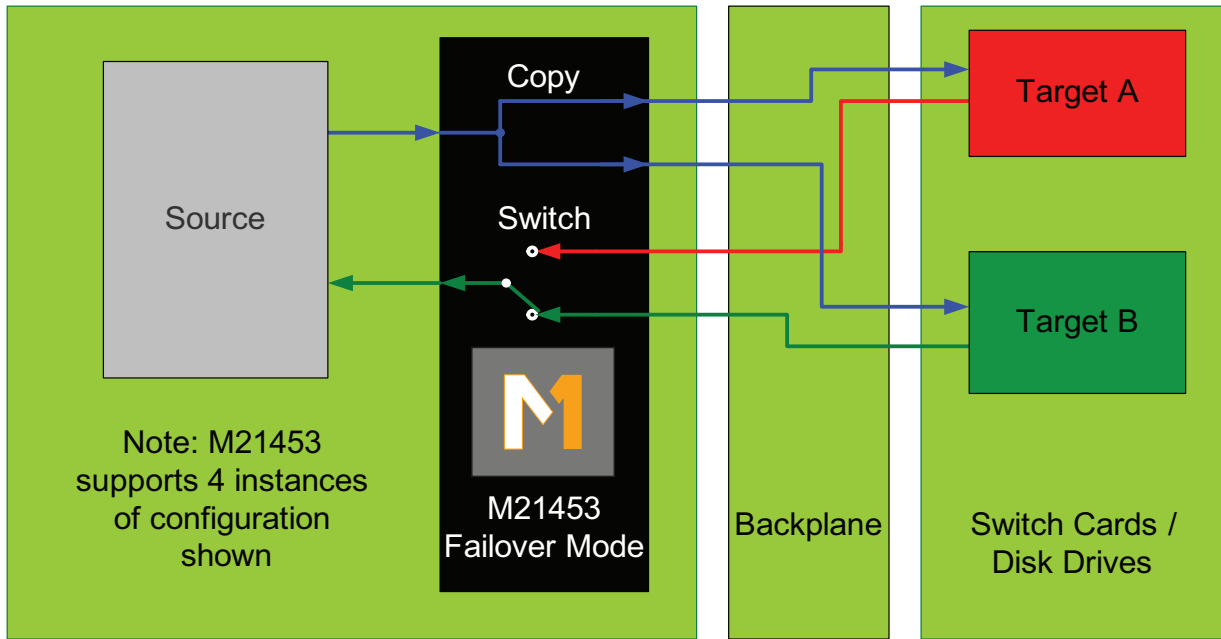 Source
Note: M21453
supports 4 instances
of configuration
shown
Copy
Switch
M21453
Failover Mode
Backplane
Target A
Target B
Switch Cards /
Disk Drives